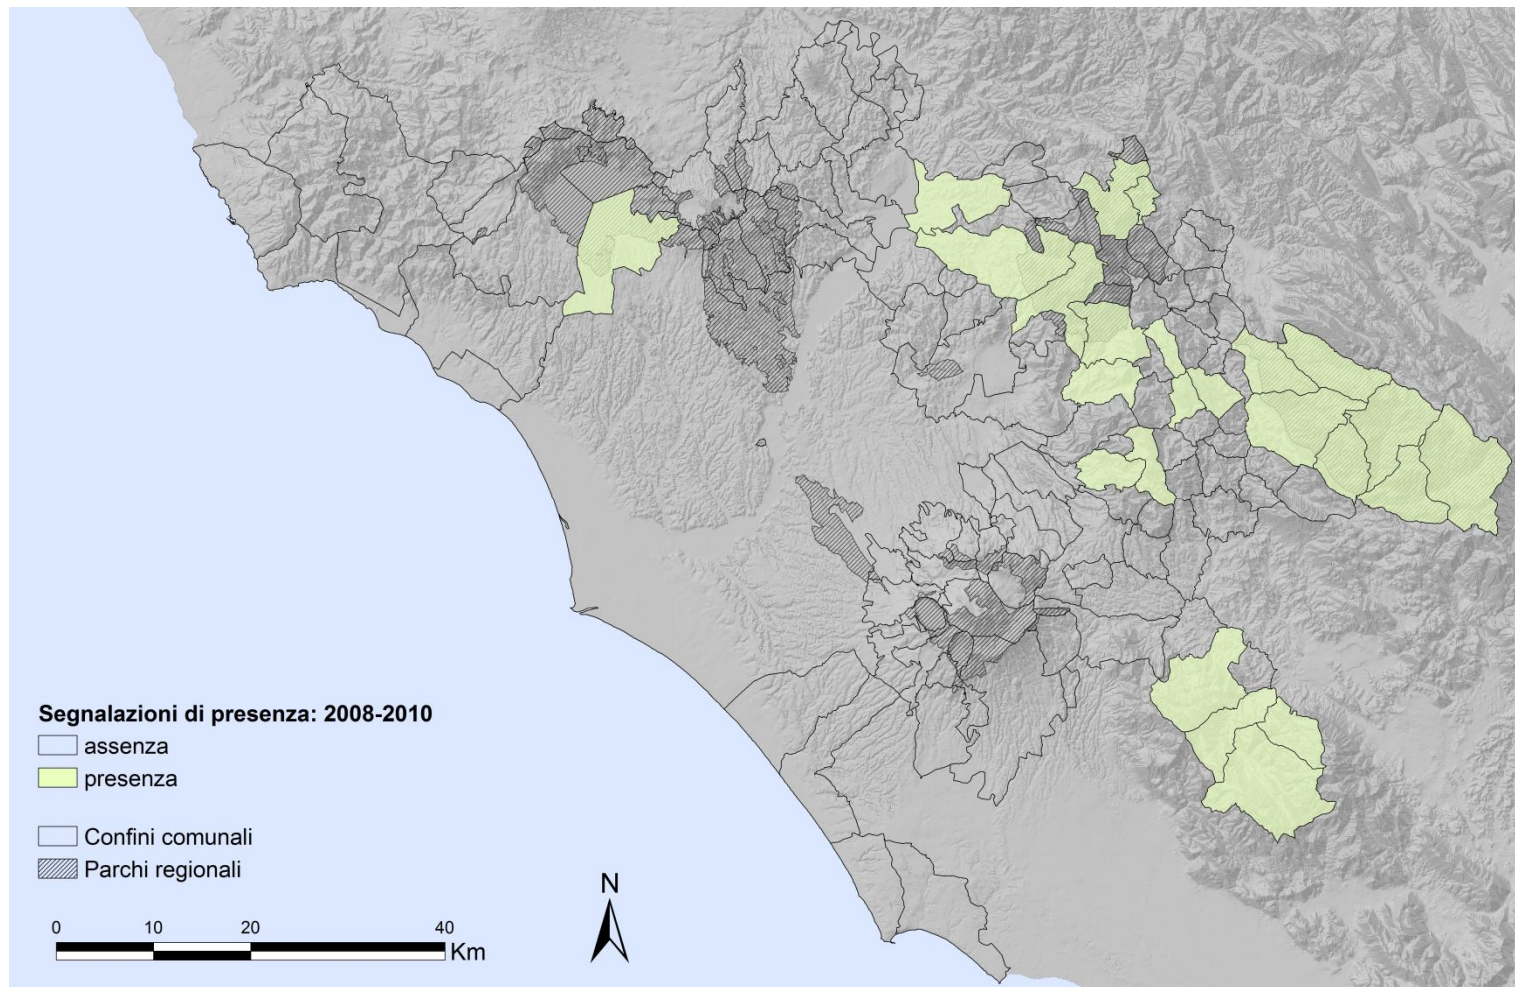 Segnalazioni di presenza: 2008-2010
assenza
presenza
Confini comunali
Parchi regionali
0 10 20 40
Km
N